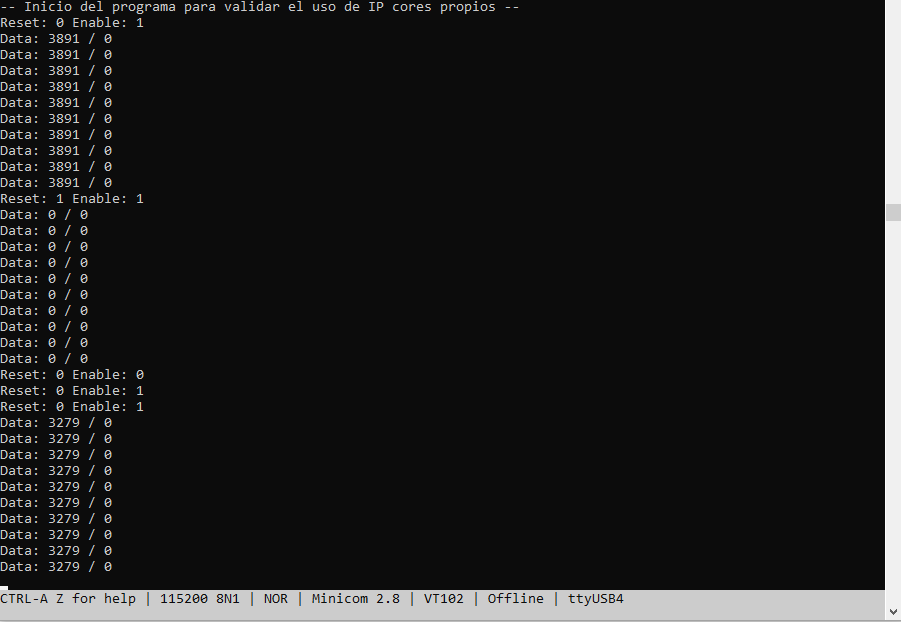 -- Inicio del programa para validar el uso de IP cores propios --
Reset: 0 Enable: 1
Data: 3891 / 0
Data: 3891 / 0
Data: 3891 / 0
Data: 3891 / 0
Data: 3891 / 0
Data: 3891 / 0
Data: 3891 / 0
Data: 3891 / 0
Data: 3891 / 0
Data: 3891 / 0
Reset: 1 Enable: 1
Data: 0 / 0
Data: 0 / 0
Data: 0 / 0
Data: 0 / 0
Data: 0 / 0
Data: 0 / 0
Data: 0 / 0
Data: 0 / 0
Data: 0 / 0
Data: 0 / 0
Reset: 0 Enable: 0
Reset: 0 Enable: 1
Reset: 0 Enable: 1
Data: 3279 / 0
Data: 3279 / 0
Data: 3279 / 0
Data: 3279 / 0
Data: 3279 / 0
Data: 3279 / 0
Data: 3279 / 0
Data: 3279 / 0
Data: 3279 / 0
Data: 3279 / 0
CTRL-A Z for help | 115200 8N1 | NOR | Minicom 2.8 | VT102 | Offline | ttyUSB4